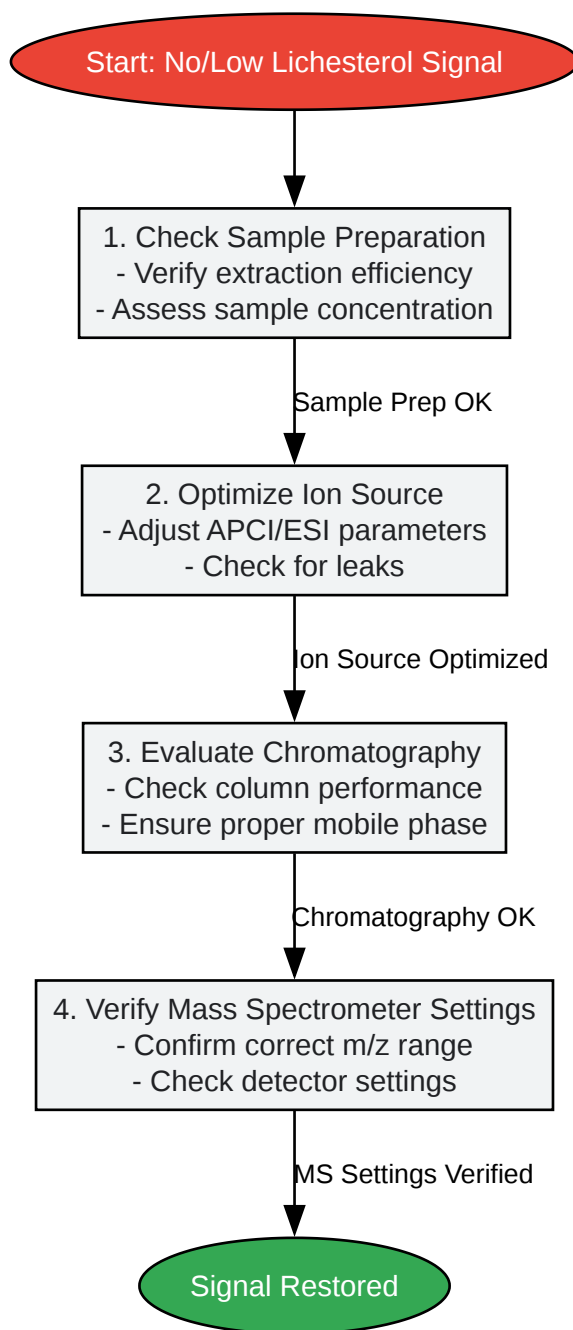 Start: No/Low Lichesterol Signal
1. Check Sample Preparation
- Verify extraction efficiency
- Assess sample concentration
Sample Prep OK
2. Optimize Ion Source
- Adjust APCI/ESI parameters
- Check for leaks
Ion Source Optimized
3. Evaluate Chromatography
- Check column performance
- Ensure proper mobile phase
Chromatography OK
4. Verify Mass Spectrometer Settings
- Confirm correct m/z range
- Check detector settings
MS Settings Verified
Signal Restored